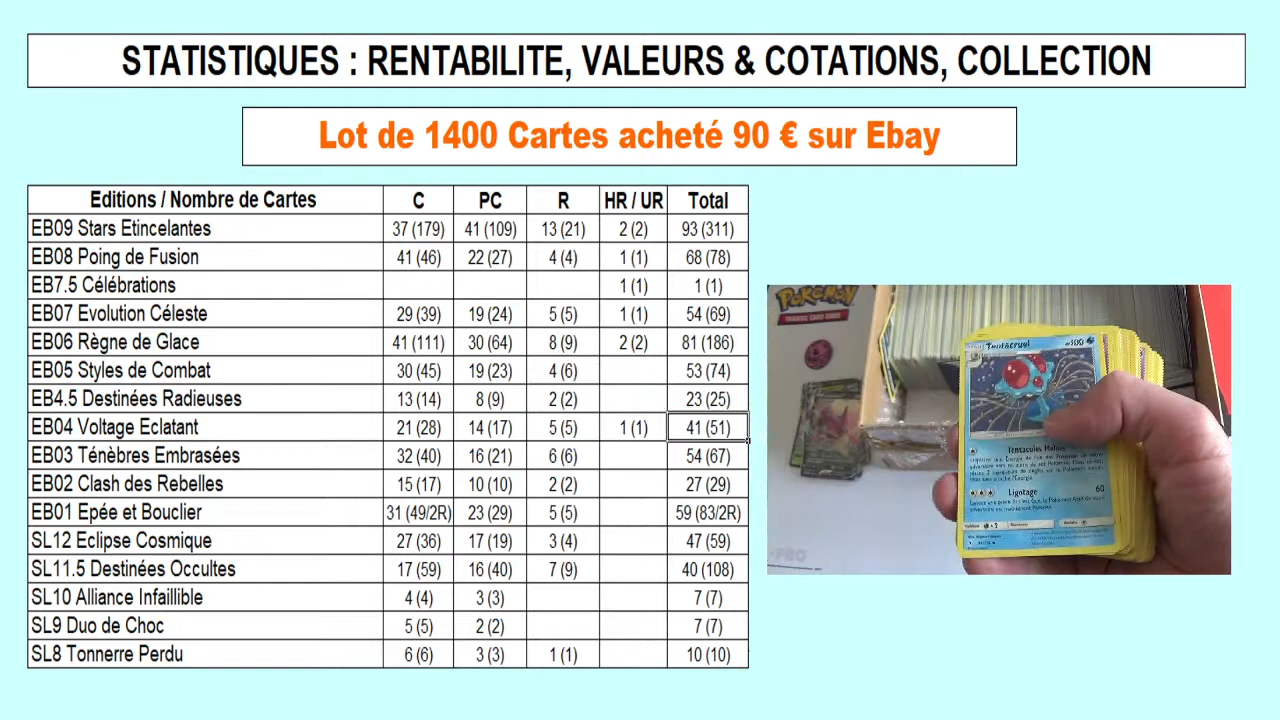 STATISTIQUES : RENTABILITE, VALEURS & COTATIONS, COLLECTION
Lot de 1400 Cartes acheté 90 € sur Ebay
Editions / Nombre de Cartes C PC R HR / UR Total
EB09 Stars Etincelantes 37 (179) 41 (109) 13 (21) 2 (2) 93 (311)
EB08 Poing de Fusion 41 (46) 22 (27) 4 (4) 1 (1) 68 (78)
EB7.5 Célébrations 1 (1) 1 (1)
EB07 Evolution Céleste 29 (39) 19 (24) 5 (5) 1 (1) 54 (69)
EB06 Règne de Glace 41 (111) 30 (64) 8 (9) 2 (2) 81 (186)
EB05 Styles de Combat 30 (45) 19 (23) 4 (6) 53 (74)
EB4.5 Destinées Radieuses 13 (14) 8 (9) 2 (2) 23 (25)
EB04 Voltage Eclatant 21 (28) 14 (17) 5 (5) 1 (1) 41 (51)
EB03 Ténèbres Embrasées 32 (40) 16 (21) 6 (6) 54 (67)
EB02 Clash des Rebelles 15 (17) 10 (10) 2 (2) 27 (29)
EB01 Epée et Bouclier 31 (49/2R) 23 (29) 5 (5) 59 (83/2R)
SL12 Eclipse Cosmique 27 (36) 17 (19) 3 (4) 47 (59)
SL11.5 Destinées Occultes 17 (59) 16 (40) 7 (9) 40 (108)
SL10 Alliance Infaillible 4 (4) 3 (3) 7 (7)
SL9 Duo de Choc 5 (5) 2 (2) 7 (7)
SL8 Tonnerre Perdu 6 (6) 3 (3) 1 (1) 10 (10)
POKéMON
Tentacruel
100
Ligotage 60
-PRO